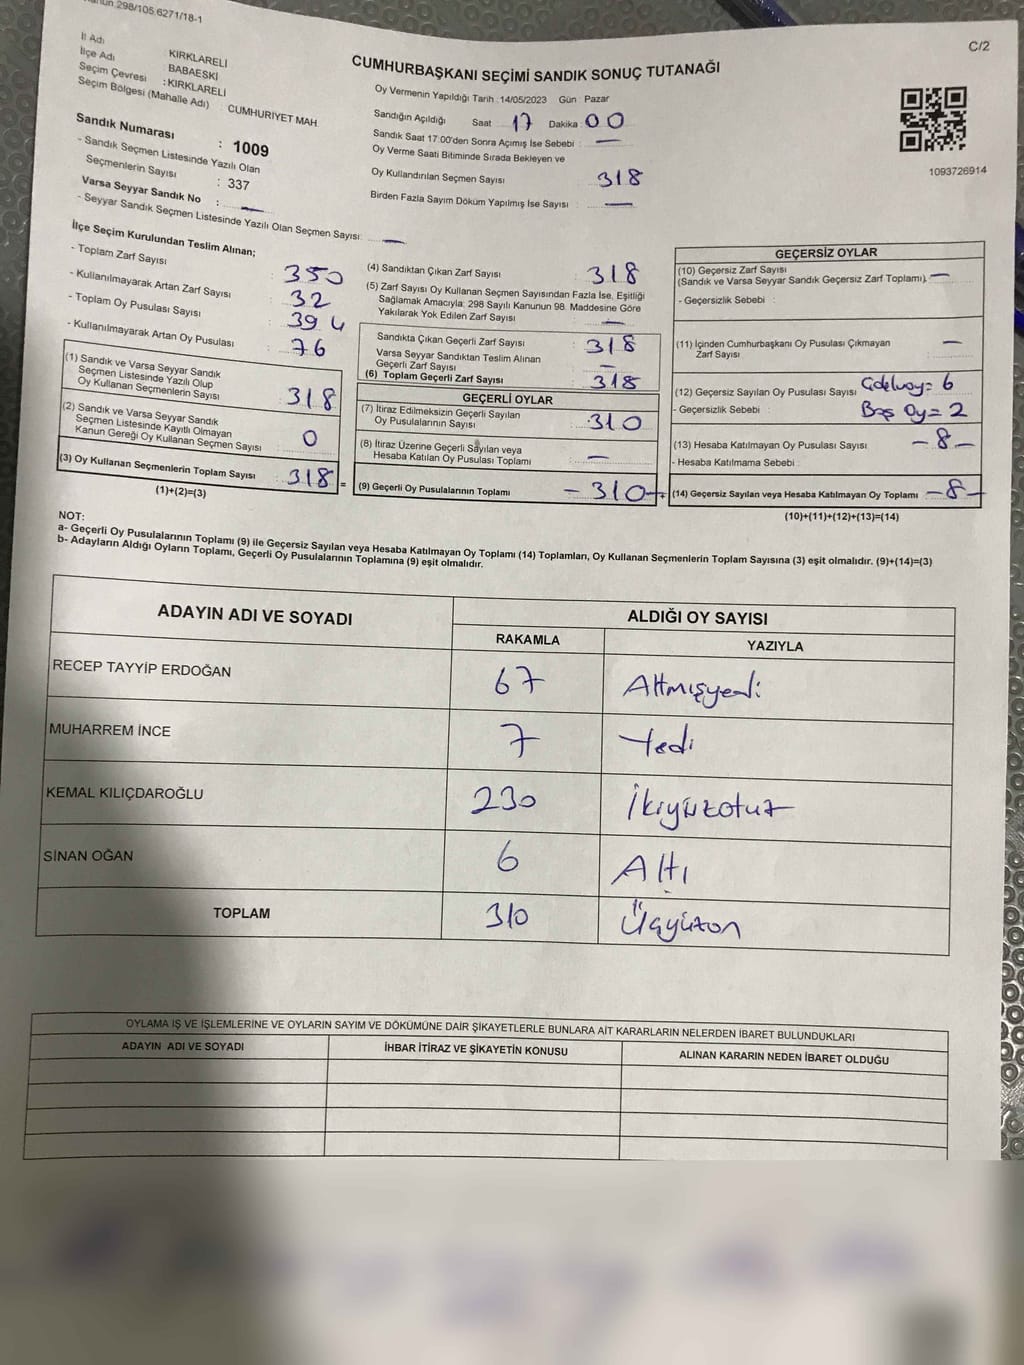 298/105.6271/18-1
C/2
İl Adı : KIRKLARELİ
İlçe Adı : BABAESKİ
Seçim Çevresi : KIRKLARELİ
Seçim Bölgesi (Mahalle Adı) : CUMHURİYET MAH.
Sandık Numarası : 1009
- Sandık Seçmen Listesinde Yazılı Olan
Seçmenlerin Sayısı : 337
Varsa Seyyar Sandık No : —
- Seyyar Sandık Seçmen Listesinde Yazılı Olan Seçmen Sayısı: —
CUMHURBAŞKANI SEÇİMİ SANDIK SONUÇ TUTANAĞI
Oy Vermenin Yapıldığı Tarih : 14/05/2023 Gün : Pazar
Sandığın Açıldığı Saat : 17 Dakika : 00
Sandık Saat 17:00'den Sonra Açımış İse Sebebi : —
Oy Verme Saati Bitiminde Sırada Bekleyen ve
Oy Kullandırılan Seçmen Sayısı : 318
Birden Fazla Sayım Döküm Yapılmış İse Sayısı : —
1093726914
İlçe Seçim Kurulundan Teslim Alınan;
- Toplam Zarf Sayısı : 350
- Kullanılmayarak Artan Zarf Sayısı : 32
- Toplam Oy Pusulası Sayısı : 394
- Kullanılmayarak Artan Oy Pusulası : 76
(1) Sandık ve Varsa Seyyar Sandık
Seçmen Listesinde Yazılı Olup
Oy Kullanan Seçmenlerin Sayısı : 318
(2) Sandık ve Varsa Seyyar Sandık
Seçmen Listesinde Kayıtlı Olmayan
Kanun Gereği Oy Kullanan Seçmen Sayısı : 0
(3) Oy Kullanan Seçmenlerin Toplam Sayısı : 318 =
(1)+(2)=(3)
(4) Sandıktan Çıkan Zarf Sayısı : 318
(5) Zarf Sayısı Oy Kullanan Seçmen Sayısından Fazla İse, Eşitliği
Sağlamak Amacıyla; 298 Sayılı Kanunun 98. Maddesine Göre
Yakılarak Yok Edilen Zarf Sayısı : —
Sandıkta Çıkan Geçerli Zarf Sayısı : 318
Varsa Seyyar Sandıktan Teslim Alınan
Geçerli Zarf Sayısı : —
(6) Toplam Geçerli Zarf Sayısı : 318
GEÇERLİ OYLAR
(7) İtiraz Edilmeksizin Geçerli Sayılan
Oy Pusulalarının Sayısı : 310
(8) İtiraz Üzerine Geçerli Sayılan veya
Hesaba Katılan Oy Pusulası Toplamı : —
(9) Geçerli Oy Pusulalarının Toplamı - 310 - +
GEÇERSİZ OYLAR
(10) Geçersiz Zarf Sayısı
(Sandık ve Varsa Seyyar Sandık Geçersiz Zarf Toplamı). —
- Geçersizlik Sebebi :
(11) İçinden Cumhurbaşkanı Oy Pusulası Çıkmayan
Zarf Sayısı : —
(12) Geçersiz Sayılan Oy Pusulası Sayısı = 6
- Geçersizlik Sebebi : Boş oy = 2
(13) Hesaba Katılmayan Oy Pusulası Sayısı - 8 -
- Hesaba Katılmama Sebebi :
(14) Geçersiz Sayılan veya Hesaba Katılmayan Oy Toplamı - 8 -
(10)+(11)+(12)+(13)=(14)
NOT:
a- Geçerli Oy Pusulalarının Toplamı (9) ile Geçersiz Sayılan veya Hesaba Katılmayan Oy Toplamı (14) Toplamları, Oy Kullanan Seçmenlerin Toplam Sayısına (3) eşit olmalıdır. (9)+(14)=(3)
b- Adayların Aldığı Oyların Toplamı, Geçerli Oy Pusulalarının Toplamına (9) eşit olmalıdır.
ADAYIN ADI VE SOYADI ALDIĞI OY SAYISI
RAKAMLA YAZIYLA
RECEP TAYYİP ERDOĞAN 67 Altmışyedi
MUHARREM İNCE 7 Yedi
KEMAL KILIÇDAROĞLU 230 İkiyüzotuz
SİNAN OĞAN 6 Altı
TOPLAM 310 Üçyüzon
OYLAMA İŞ VE İŞLEMLERİNE VE OYLARIN SAYIM VE DÖKÜMÜNE DAİR ŞİKAYETLERLE BUNLARA AİT KARARLARIN NELERDEN İBARET BULUNDUKLARI
ADAYIN ADI VE SOYADI İHBAR İTİRAZ VE ŞİKAYETİN KONUSU ALINAN KARARIN NEDEN İBARET OLDUĞU